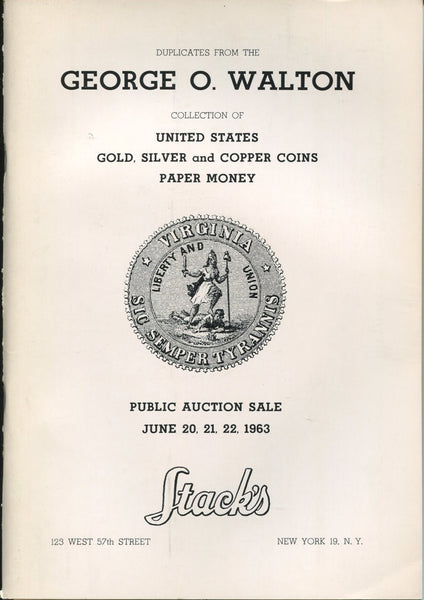 DUPLICATES FROM THE
GEORGE O. WALTON
COLLECTION OF
UNITED STATES
GOLD, SILVER and COPPER COINS
PAPER MONEY
VIRGINIA
LIBERTY AND UNION
SIC SEMPER TYRANNIS
PUBLIC AUCTION SALE
JUNE 20, 21, 22, 1963
Stack's
123 WEST 57th STREET NEW YORK 19, N. Y.